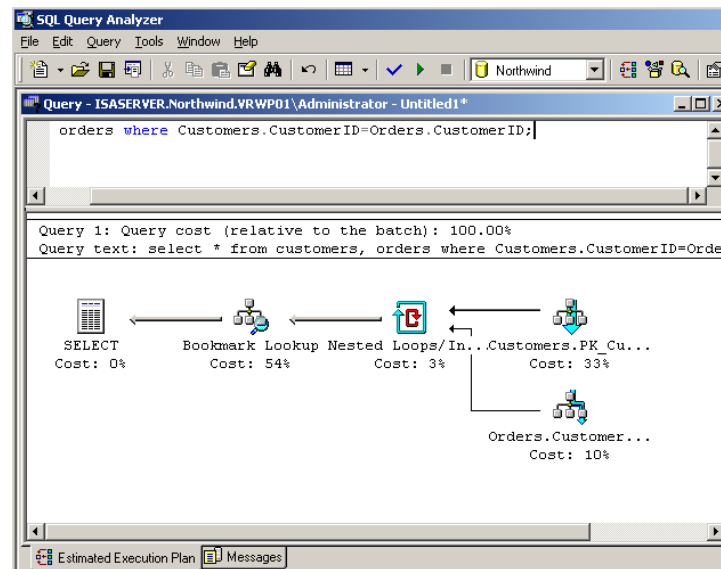 SQL Query Analyzer
File Edit Query Tools Window Help
Northwind
Query - ISASERVER.Northwind.VRWP01\Administrator - Untitled1*
orders where Customers.CustomerID=Orders.CustomerID;
Query 1: Query cost (relative to the batch): 100.00%
Query text: select * from customers, orders where Customers.CustomerID=Orde
SELECT
Cost: 0%
Bookmark Lookup
Cost: 54%
Nested Loops/In...
Cost: 3%
Customers.PK_Cu...
Cost: 33%
Orders.Customer...
Cost: 10%
Estimated Execution Plan Messages